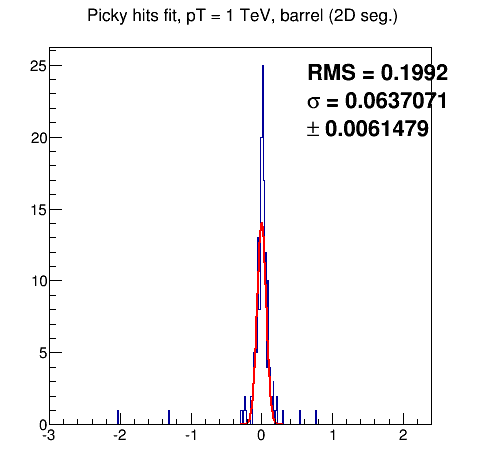 Picky hits fit, pT = 1 TeV, barrel (2D seg.)
RMS = 0.1992
σ = 0.0637071
± 0.0061479
25
20
15
10
5
0
-3 -2 -1 0 1 2